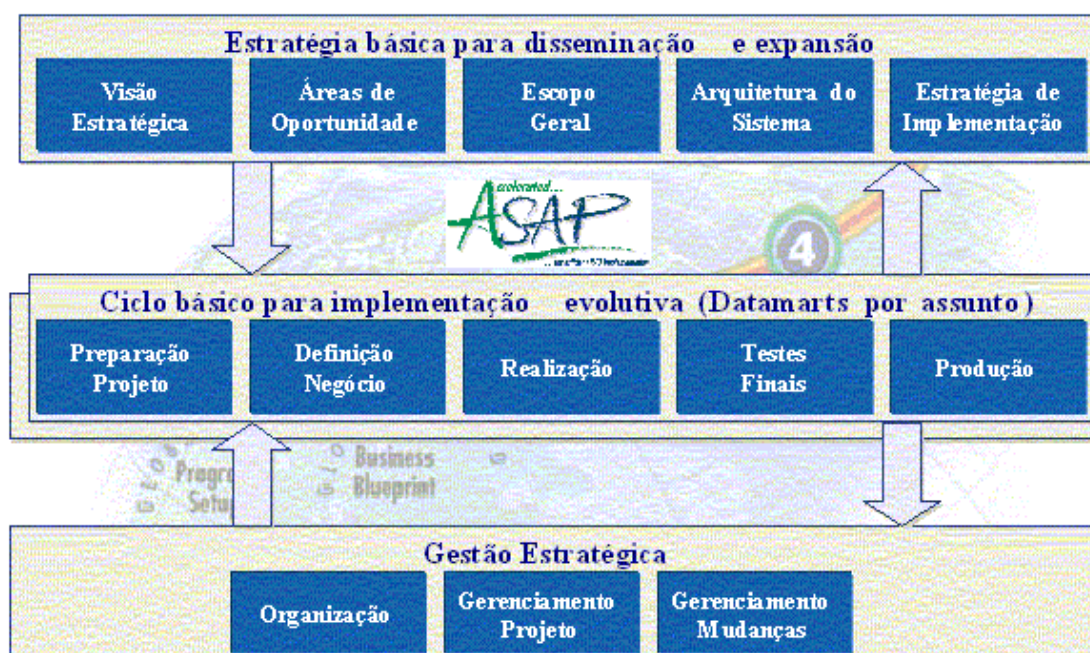 Estratégia básica para disseminação e expansão
Visão
Estratégica
Áreas de
Oportunidade
Escopo
Geral
Arquitetura do
Sistema
Estratégia de
Implementação
Accelerated...
ASAP
4
Ciclo básico para implementação evolutiva (Datamarts por assunto)
Preparação
Projeto
Definição
Negócio
Realização
Testes
Finais
Produção
Business
Blueprint
Gestão Estratégica
Organização
Gerenciamento
Projeto
Gerenciamento
Mudanças